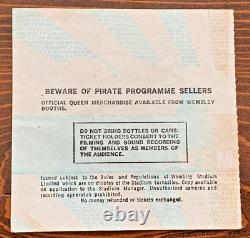 BEWARE OF PIRATE PROGRAMME SELLERS
OFFICIAL QUEEN MERCHANDISE AVAILABLE FROM WEMBLEY
BOOTHS.
DO NOT BRING BOTTLES OR CANS.
TICKET HOLDERS CONSENT TO THE
FILMING AND SOUND RECORDING
OF THEMSELVES AS MEMBERS OF
THE AUDIENCE.
Issued subject to the Rules and Regulations of Wembley Stadium
Limited which are on display at the Stadium turnstiles. Copy available
on application to the Stadium Manager. Unauthorised cameras and
recording apparatus prohibited.
No money refunded or tickets exchanged.